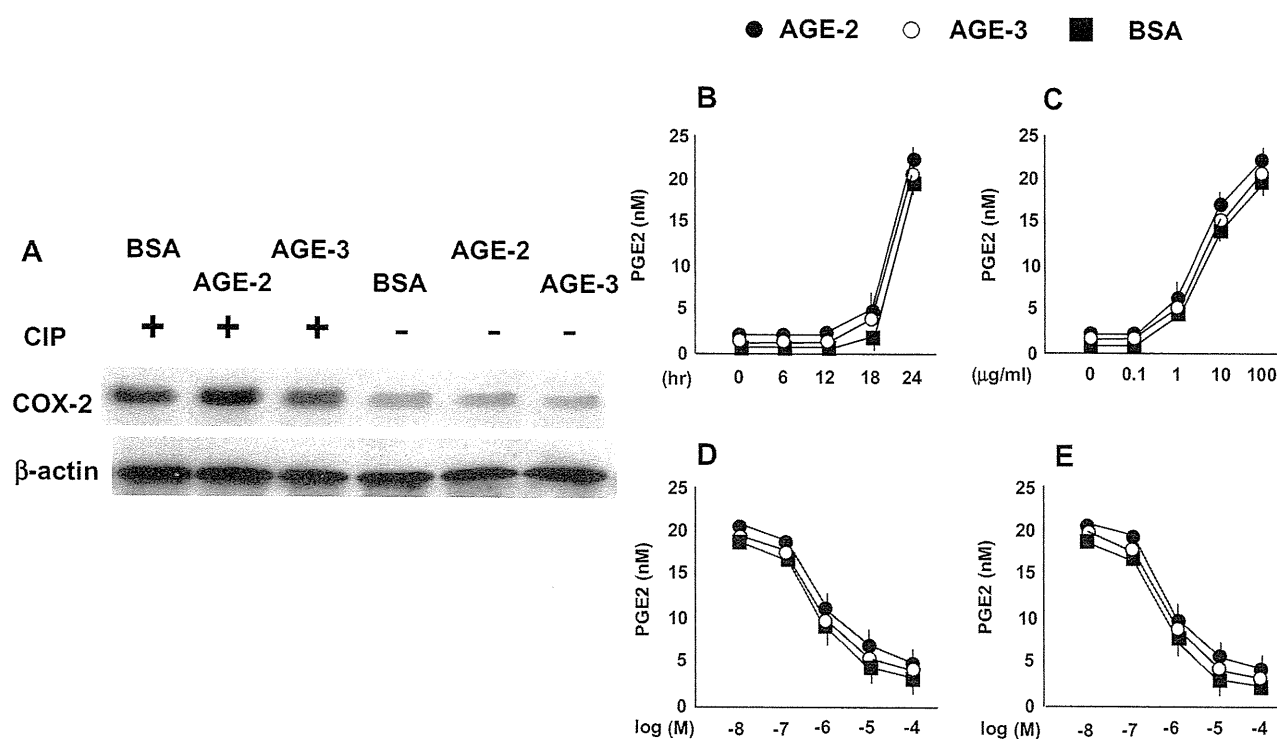 AGE-2 AGE-3 BSA
A
BSA AGE-3 AGE-2
AGE-2 BSA AGE-3
CIP + + + - - -
COX-2
β-actin
B
PGE2 (nM)
25
20
15
10
5
0
(hr) 0 6 12 18 24
C
PGE2 (nM)
25
20
15
10
5
0
(μg/ml) 0 0.1 1 10 100
D
PGE2 (nM)
25
20
15
10
5
0
log (M) -8 -7 -6 -5 -4
E
PGE2 (nM)
25
20
15
10
5
0
log (M) -8 -7 -6 -5 -4